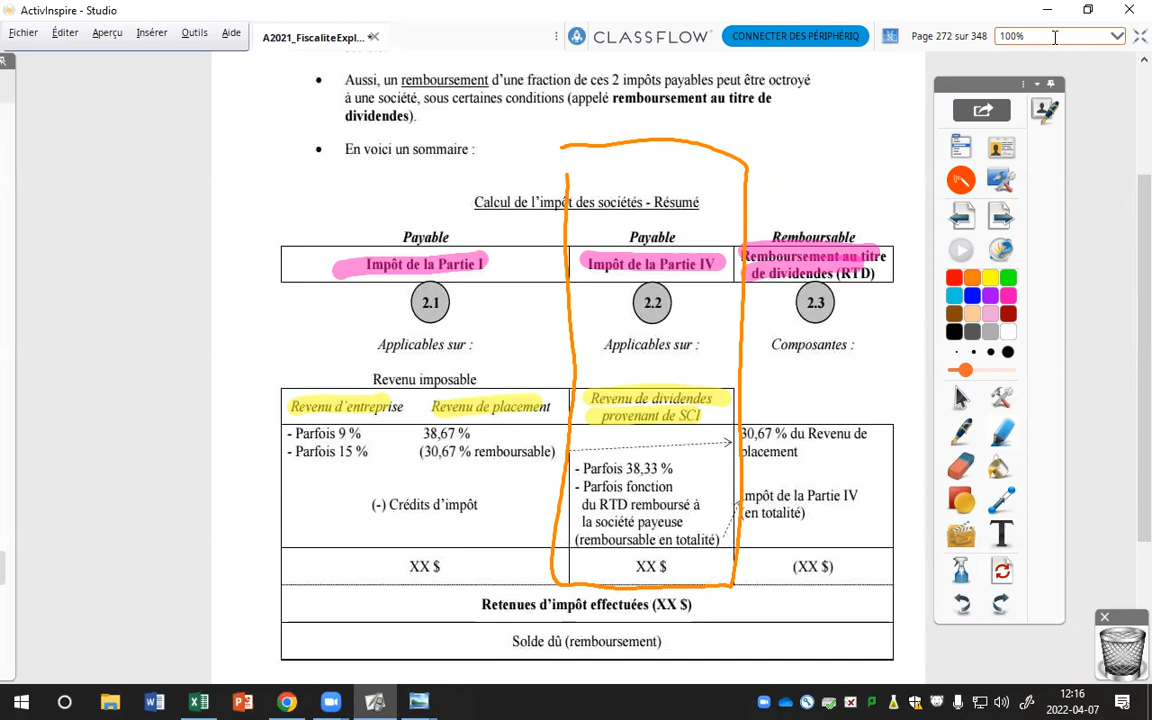 ActivInspire - Studio
Fichier Éditer Aperçu Insérer Outils Aide
A2021_FiscaliteExpl...
CLASSFLOW
CONNECTER DES PÉRIPHÉRIQ
Page 272 sur 348
100%
• Aussi, un remboursement d'une fraction de ces 2 impôts payables peut être octroyé
à une société, sous certaines conditions (appelé remboursement au titre de
dividendes).
• En voici un sommaire :
Calcul de l'impôt des sociétés - Résumé
Payable Payable Remboursable
Impôt de la Partie I Impôt de la Partie IV Remboursement au titre
de dividendes (RTD)
2.1 2.2 2.3
Applicables sur : Applicables sur : Composantes :
Revenu imposable
Revenu d'entreprise Revenu de placement Revenu de dividendes
provenant de SCI
- Parfois 9 % 38,67 % 30,67 % du Revenu de
- Parfois 15 % (30,67 % remboursable) placement
- Parfois 38,33 %
- Parfois fonction Impôt de la Partie IV
(-) Crédits d'impôt du RTD remboursé à (en totalité)
la société payeuse
(remboursable en totalité)
XX $ XX $ (XX $)
Retenues d'impôt effectuées (XX $)
Solde dû (remboursement)
12:16
2022-04-07